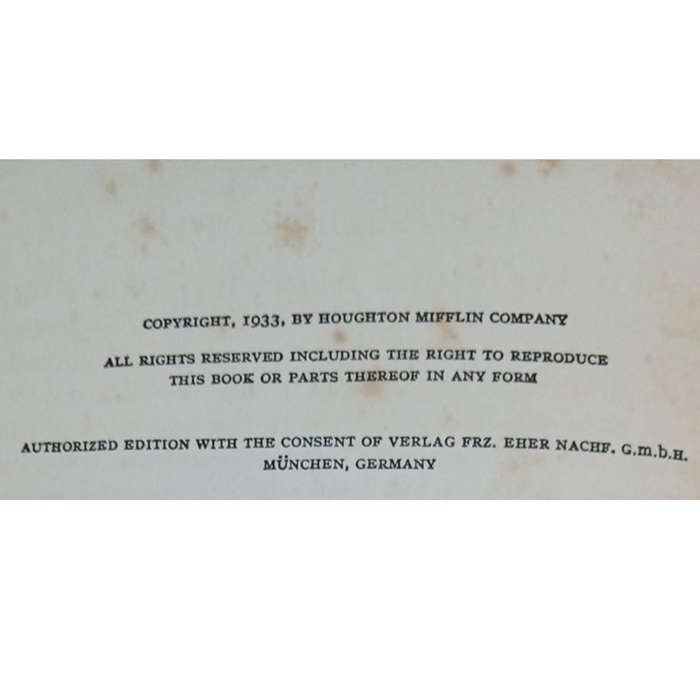 COPYRIGHT, 1933, BY HOUGHTON MIFFLIN COMPANY
ALL RIGHTS RESERVED INCLUDING THE RIGHT TO REPRODUCE
THIS BOOK OR PARTS THEREOF IN ANY FORM
AUTHORIZED EDITION WITH THE CONSENT OF VERLAG FRZ. EHER NACHF. G.m.b.H.
MÜNCHEN, GERMANY